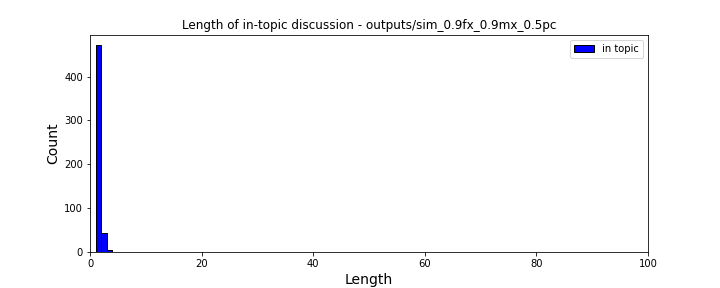 Length of in-topic discussion - outputs/sim_0.9fx_0.9mx_0.5pc
in topic
Count
400
300
200
100
0
0 20 40 60 80 100
Length